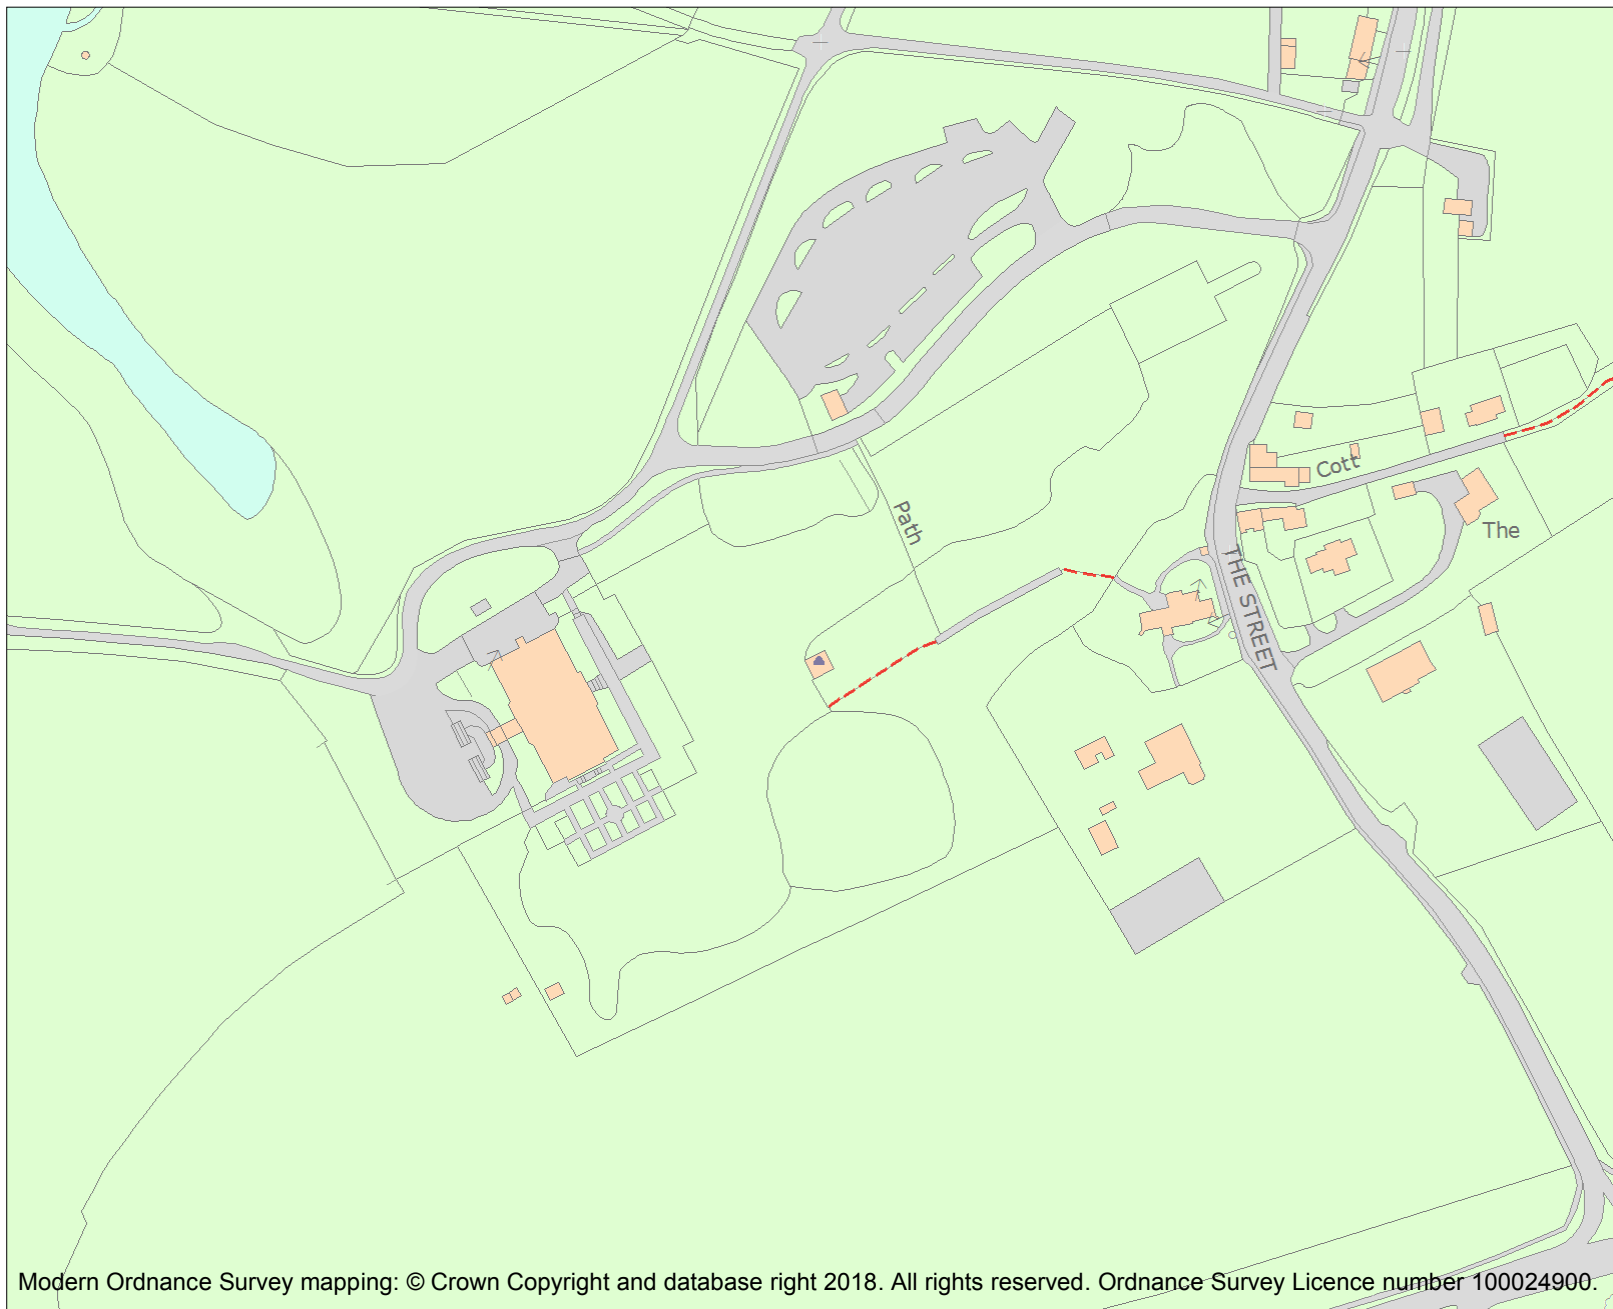 Path
Cott
The
THE STREET
Modern Ordnance Survey mapping: © Crown Copyright and database right 2018. All rights reserved. Ordnance Survey Licence number 100024900.